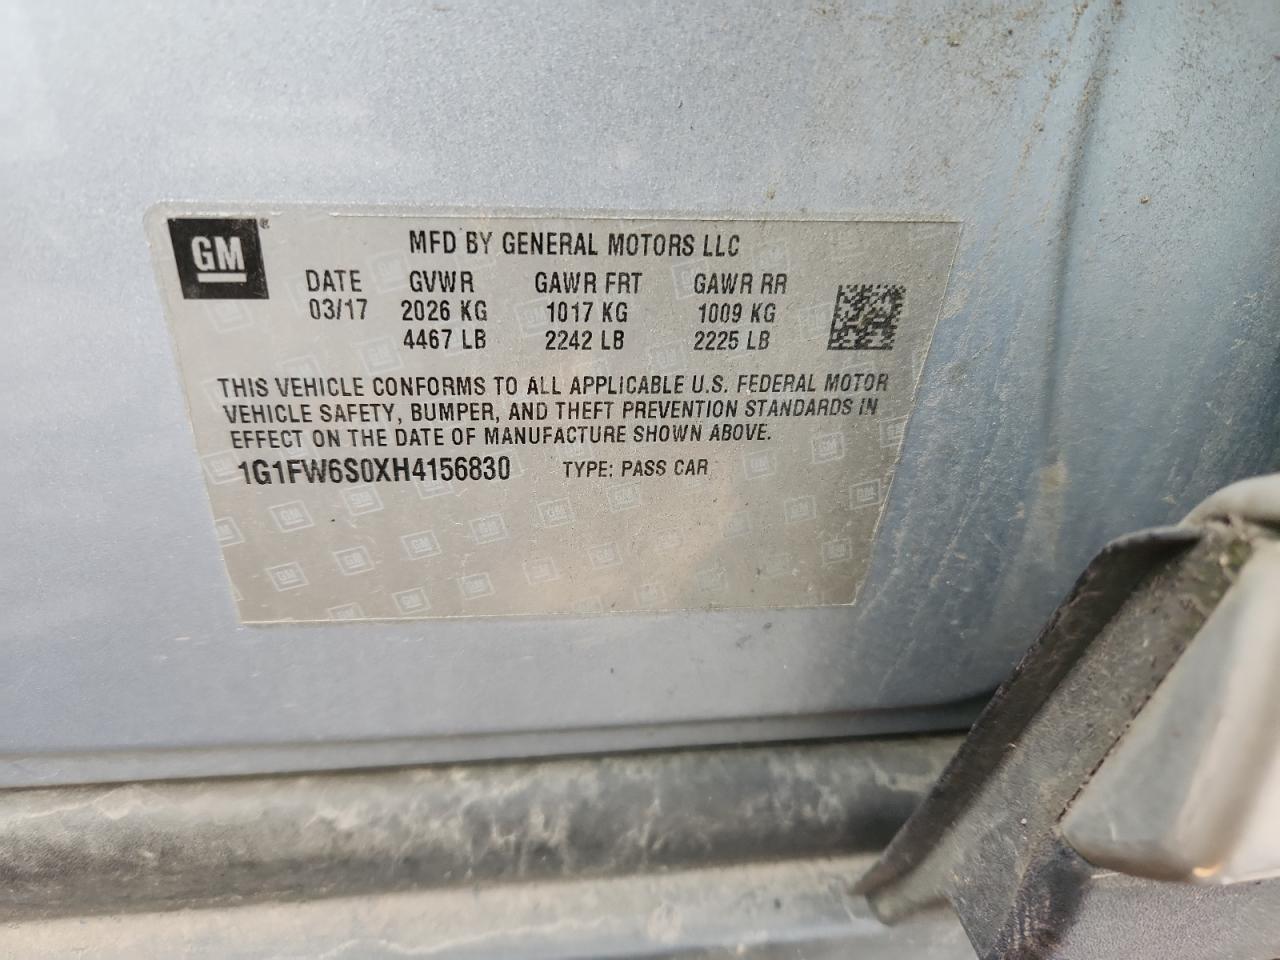 GM
MFD BY GENERAL MOTORS LLC
DATE GVWR GAWR FRT GAWR RR
03/17 2026 KG 1017 KG 1009 KG
4467 LB 2242 LB 2225 LB
THIS VEHICLE CONFORMS TO ALL APPLICABLE U.S. FEDERAL MOTOR
VEHICLE SAFETY, BUMPER, AND THEFT PREVENTION STANDARDS IN
EFFECT ON THE DATE OF MANUFACTURE SHOWN ABOVE.
1G1FW6S0XH4156830 TYPE: PASS CAR